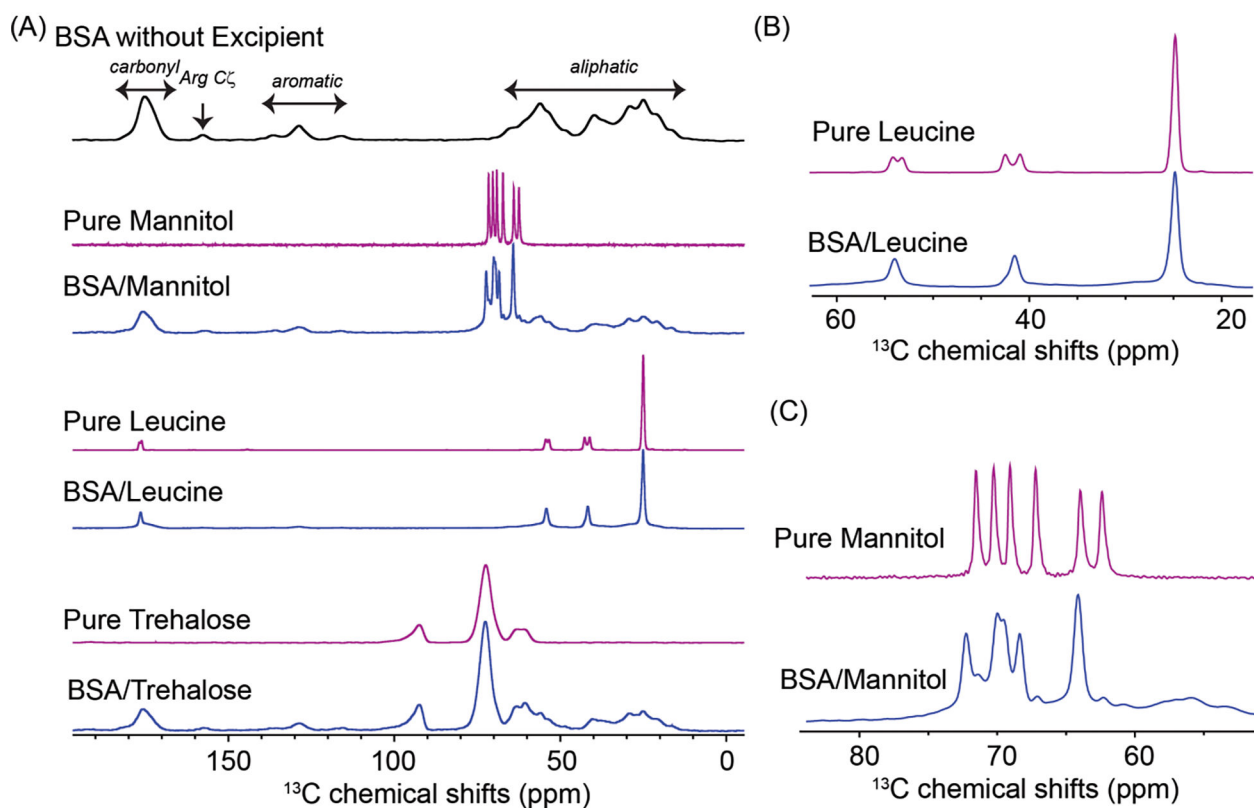 (A)
BSA without Excipient
carbonyl
Arg Cζ
aromatic
aliphatic
Pure Mannitol
BSA/Mannitol
Pure Leucine
BSA/Leucine
Pure Trehalose
BSA/Trehalose
150 100 50 0
¹³C chemical shifts (ppm)
(B)
Pure Leucine
BSA/Leucine
60 40 20
¹³C chemical shifts (ppm)
(C)
Pure Mannitol
BSA/Mannitol
80 70 60
¹³C chemical shifts (ppm)